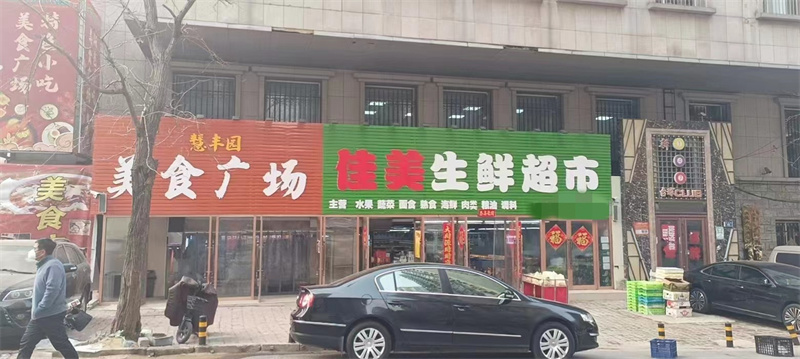 特色小吃
美食广场
美食
慧丰园
美食广场
佳美生鲜超市
主营 水果 蔬菜 面食 熟食 海鲜 肉类 粮油 调料
福
福
CLUB